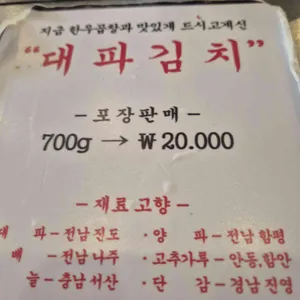 지금 한우곰탕과 맛있게 드시고계신
“대파김치”
— 포장판매 —
700g → ₩ 20.000
— 재료고향 —
대 파 – 전남진도 · 양 파 – 전남함평
배 – 전남나주 · 고추가루 – 안동,함안
늘 – 충남서산 · 단 감 – 경남진영